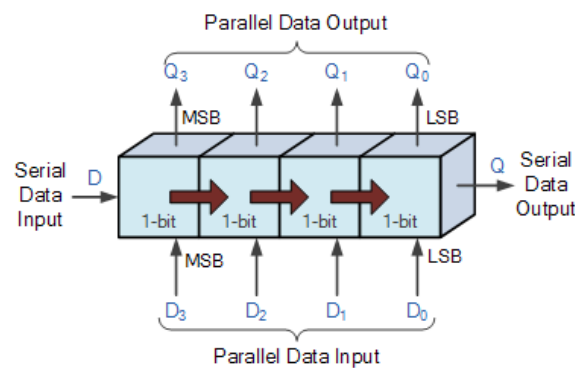 Parallel Data Output
Q₃ Q₂ Q₁ Q₀
MSB LSB
Serial Data Input
D
Q
Serial Data Output
1-bit 1-bit 1-bit 1-bit
MSB LSB
D₃ D₂ D₁ D₀
Parallel Data Input